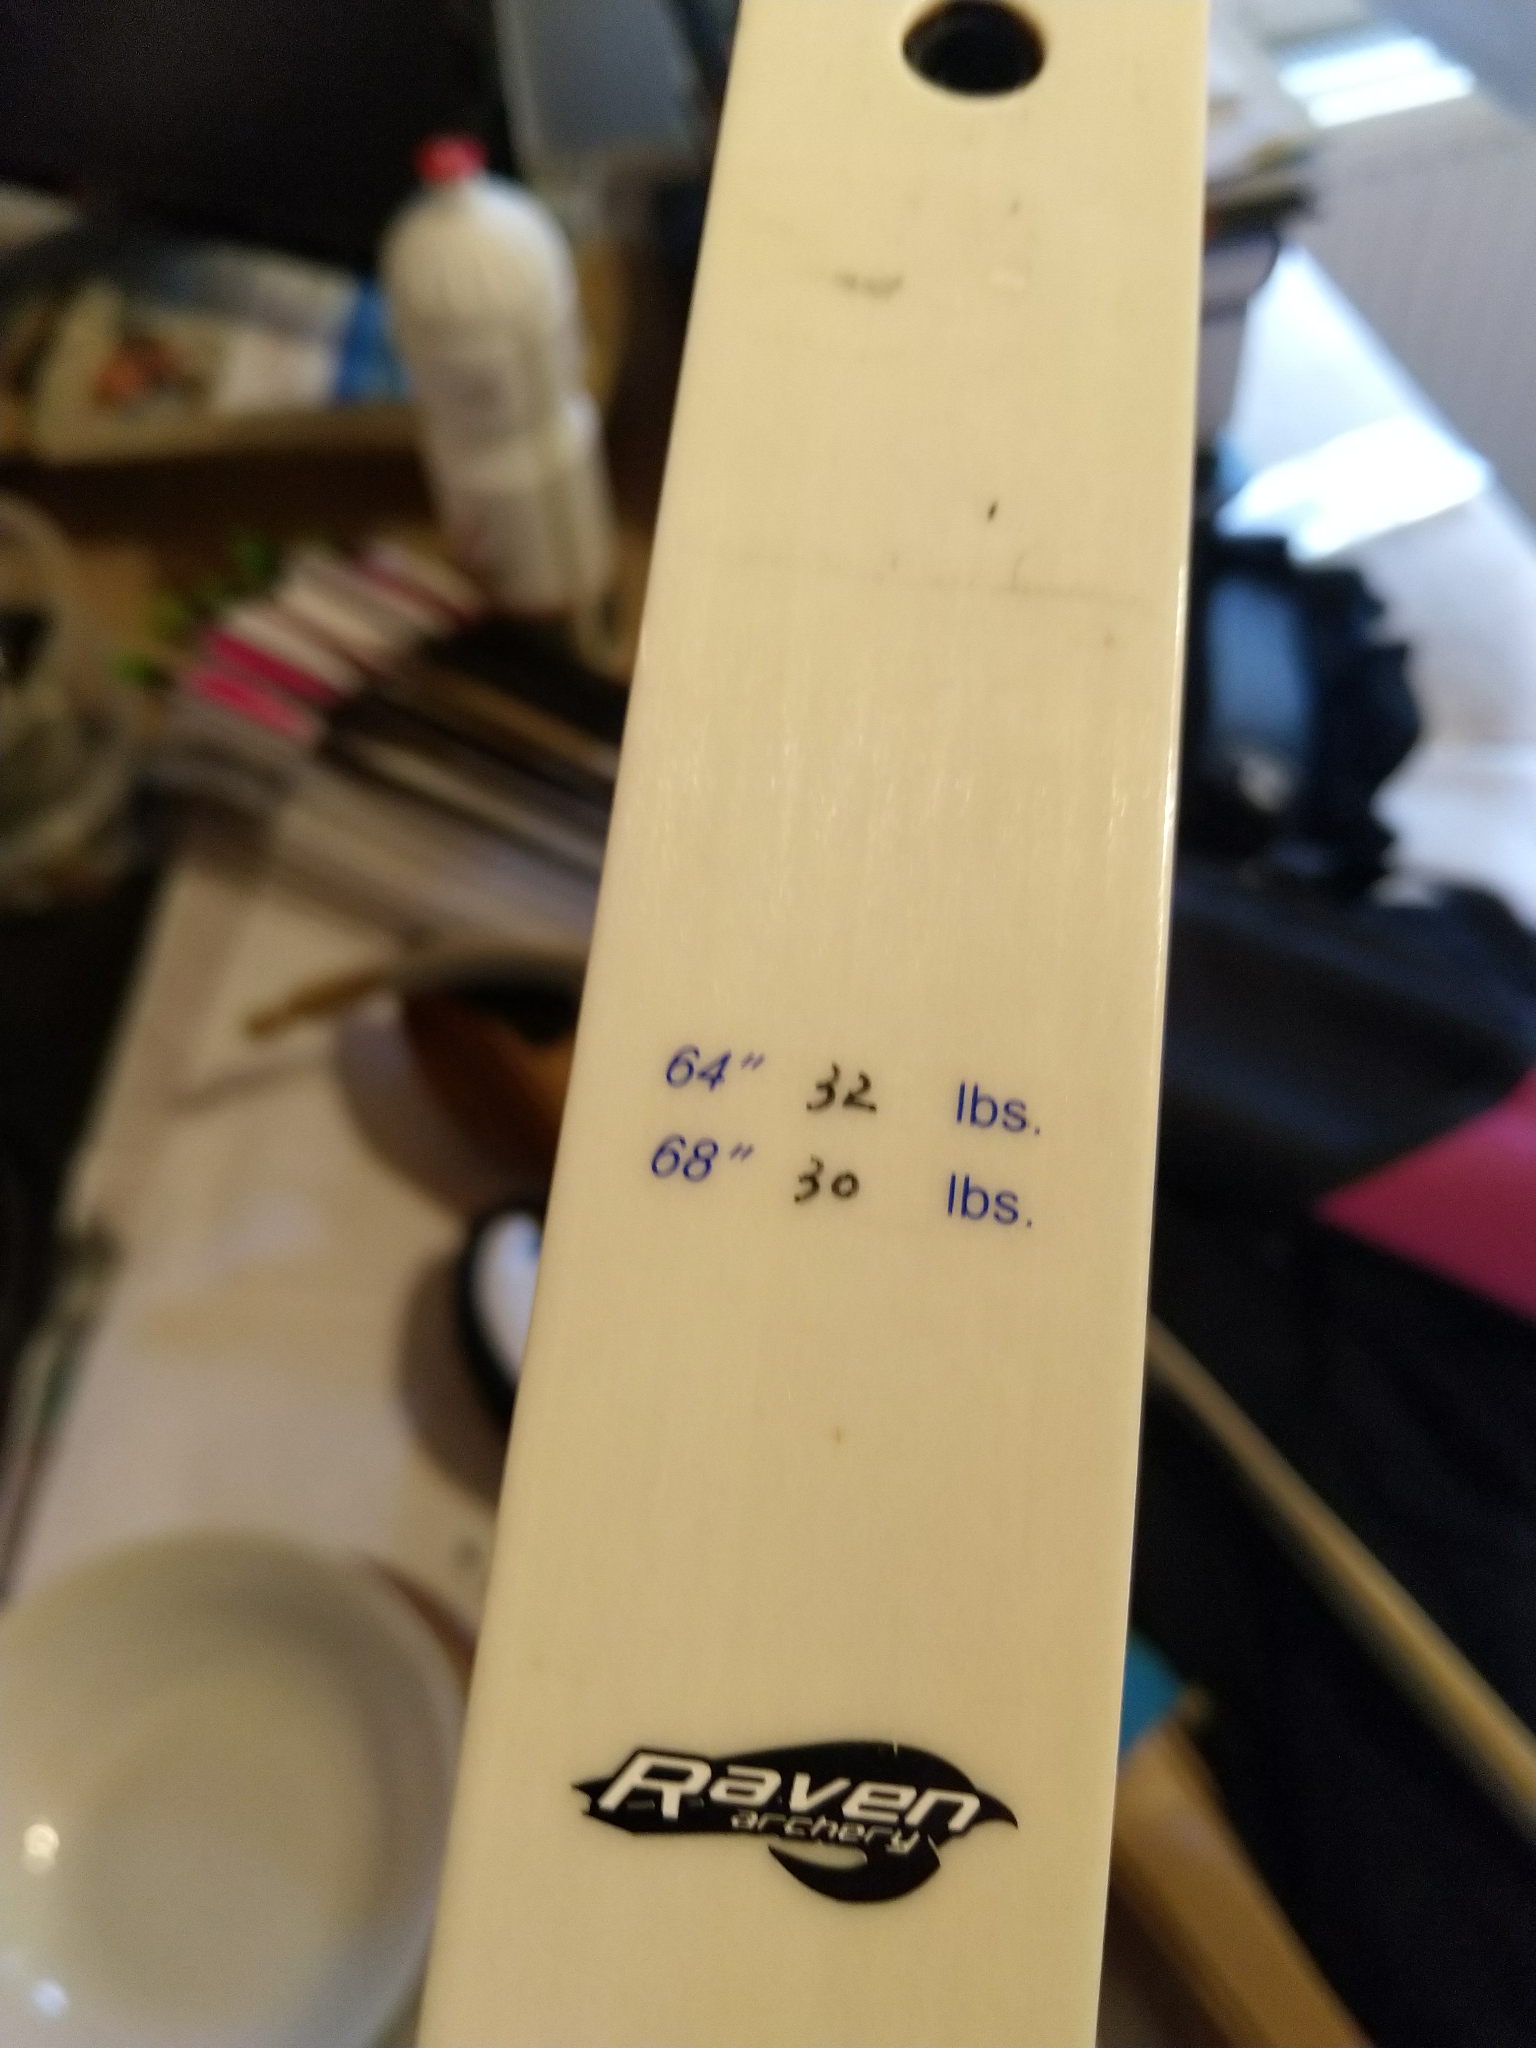 64" 32 lbs.
68" 30 lbs.
Raven
archery